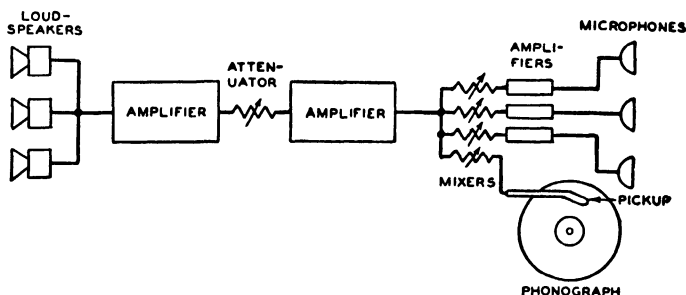 LOUD-
SPEAKERS
AMPLIFIER
ATTEN-
UATOR
AMPLIFIER
AMPLI-
FIERS
MICROPHONES
MIXERS
PICKUP
PHONOGRAPH